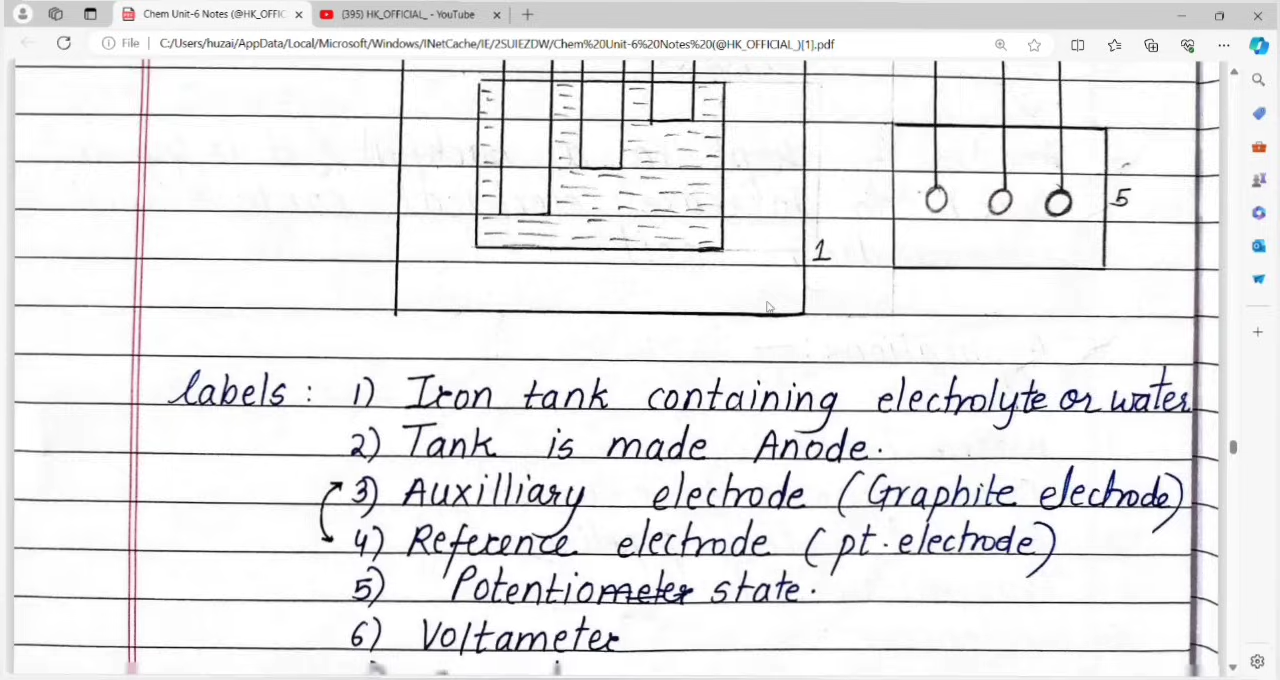 Chem Unit-6 Notes (@HK_OFFIC
(395) HK_OFFICIAL_ - YouTube
File
C:/Users/huzai/AppData/Local/Microsoft/Windows/INetCache/IE/2SUIEZDW/Chem%20Unit-6%20Notes%20(@HK_OFFICIAL_)[1].pdf
5
1
labels : 1) Iron tank containing electrolyte or water
2) Tank is made Anode.
3) Auxilliary electrode (Graphite electrode)
4) Reference electrode (pt. electrode)
5) Potentiometer state.
6) Voltameter